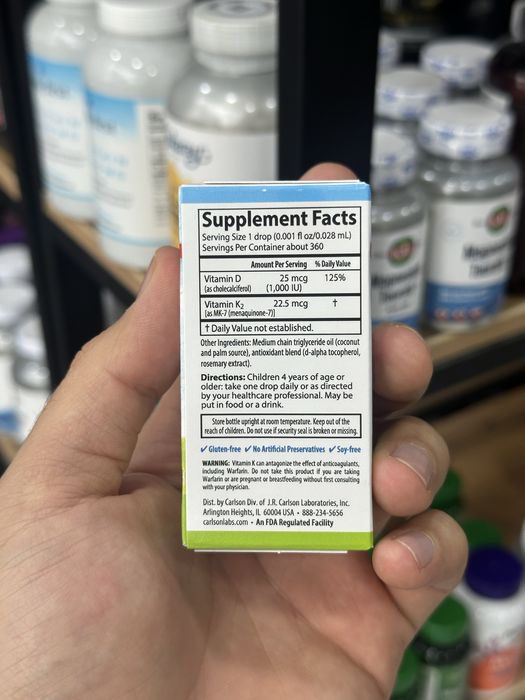 Supplement Facts
Serving Size 1 drop (0.001 fl oz/0.028 mL)
Servings Per Container about 360
Amount Per Serving % Daily Value
Vitamin D 25 mcg 125%
(as cholecalciferol) (1,000 IU)
Vitamin K2 22.5 mcg †
[as MK-7 (menaquinone-7)]
† Daily Value not established.
Other Ingredients: Medium chain triglyceride oil (coconut
and palm source), antioxidant blend (d-alpha tocopherol,
rosemary extract).
Directions: Children 4 years of age or
older: take one drop daily or as directed
by your healthcare professional. May be
put in food or a drink.
Store bottle upright at room temperature. Keep out of the
reach of children. Do not use if security seal is broken or missing.
✓ Gluten-free ✓ No Artificial Preservatives ✓ Soy-free
WARNING: Vitamin K can antagonize the effect of anticoagulants,
including Warfarin. Do not take this product if you are taking
Warfarin or are pregnant or breastfeeding without first consulting
with your physician.
Dist. by Carlson Div. of J.R. Carlson Laboratories, Inc.
Arlington Heights, IL 60004 USA • 888-234-5656
carlsonlabs.com • An FDA Regulated Facility
KAL